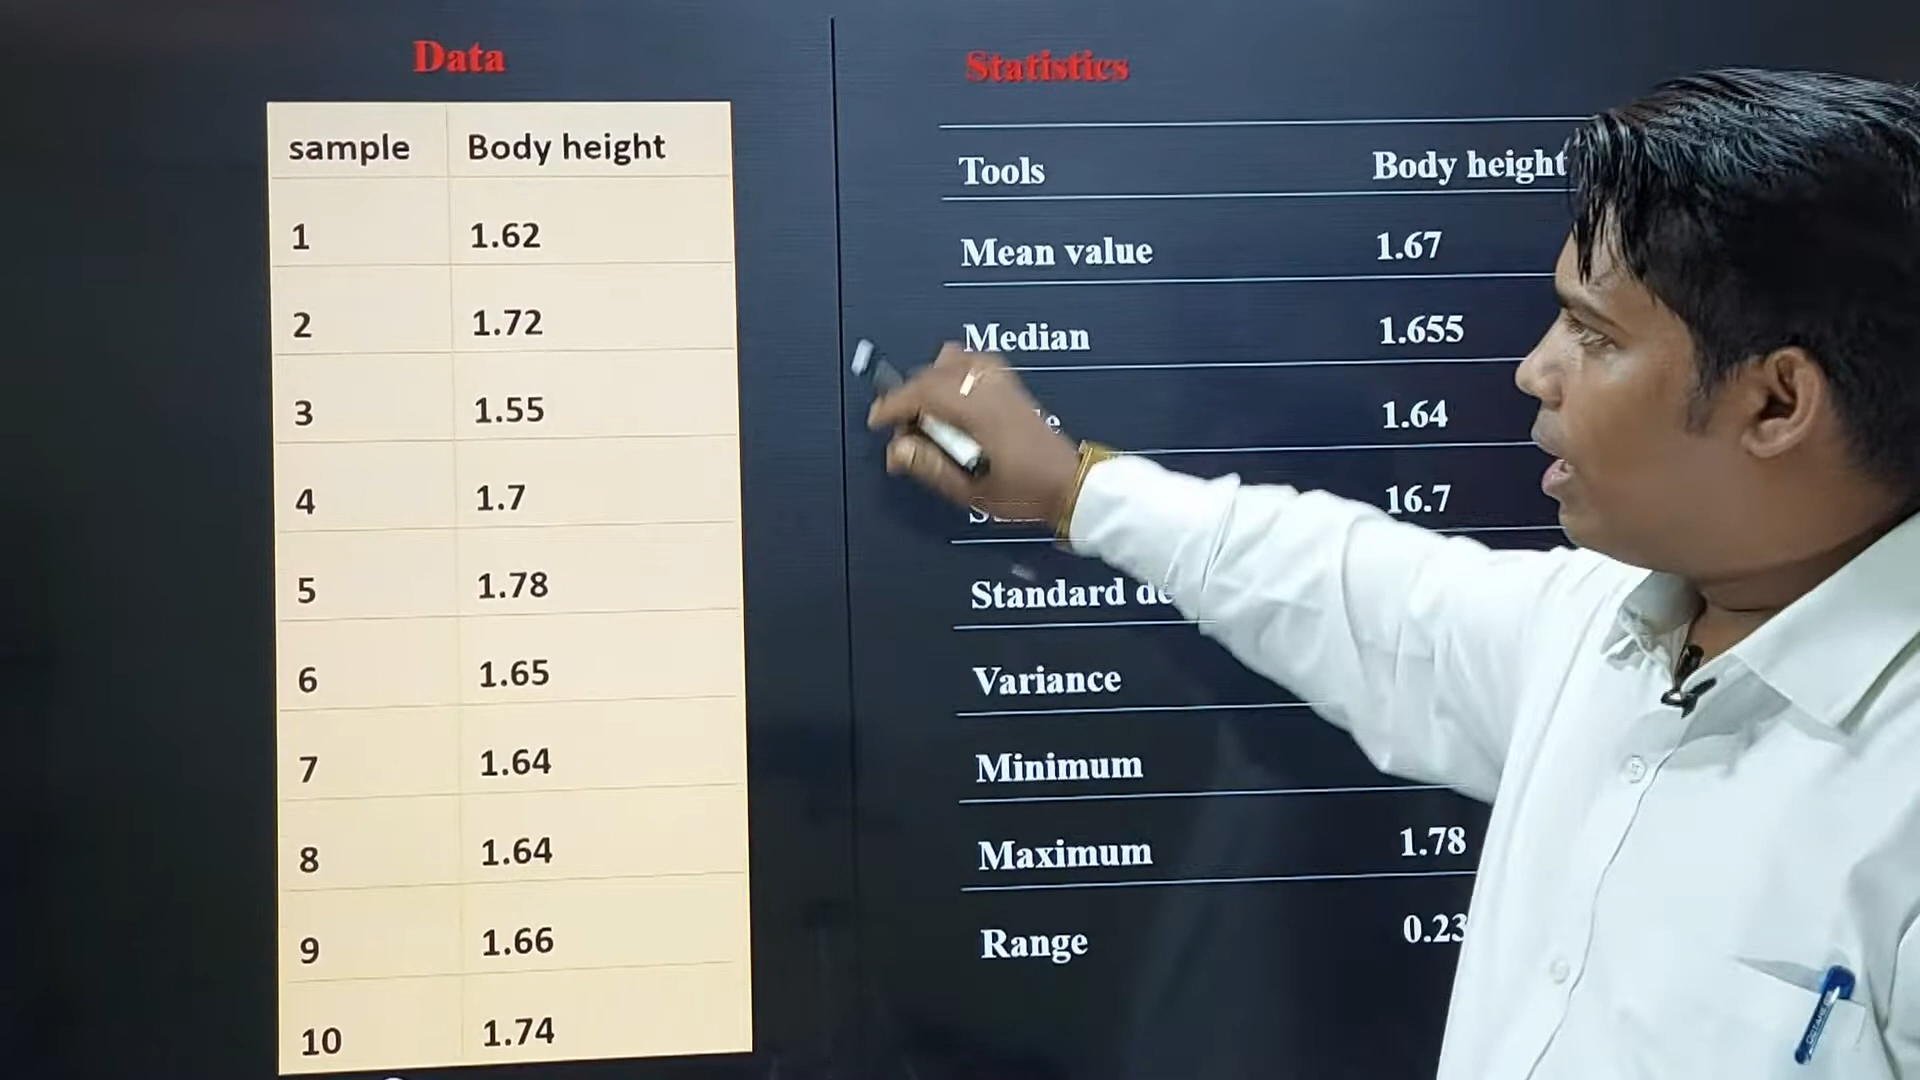 Data
sample Body height
1 1.62
2 1.72
3 1.55
4 1.7
5 1.78
6 1.65
7 1.64
8 1.64
9 1.66
10 1.74
Statistics
Tools Body height
Mean value 1.67
Median 1.655
1.64
16.7
Standard
Variance
Minimum
Maximum 1.78
Range 0.23